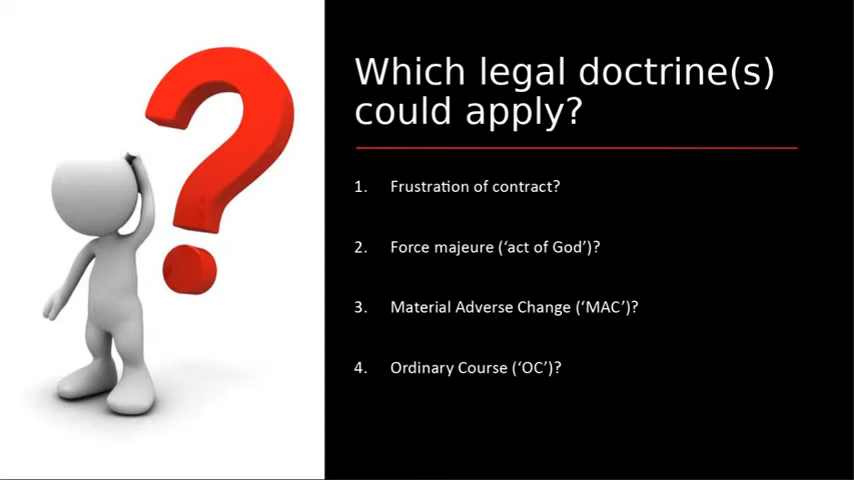 Which legal doctrine(s)
could apply?
1. Frustration of contract?
2. Force majeure (‘act of God’)?
3. Material Adverse Change (‘MAC’)?
4. Ordinary Course (‘OC’)?